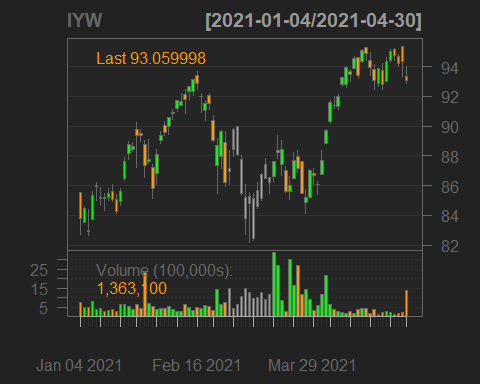 IYW [2021-01-04/2021-04-30]
Last 93.059998
94
92
90
88
86
84
82
Volume (100,000s):
1,363,100
25
15
5
Jan 04 2021 Feb 16 2021 Mar 29 2021